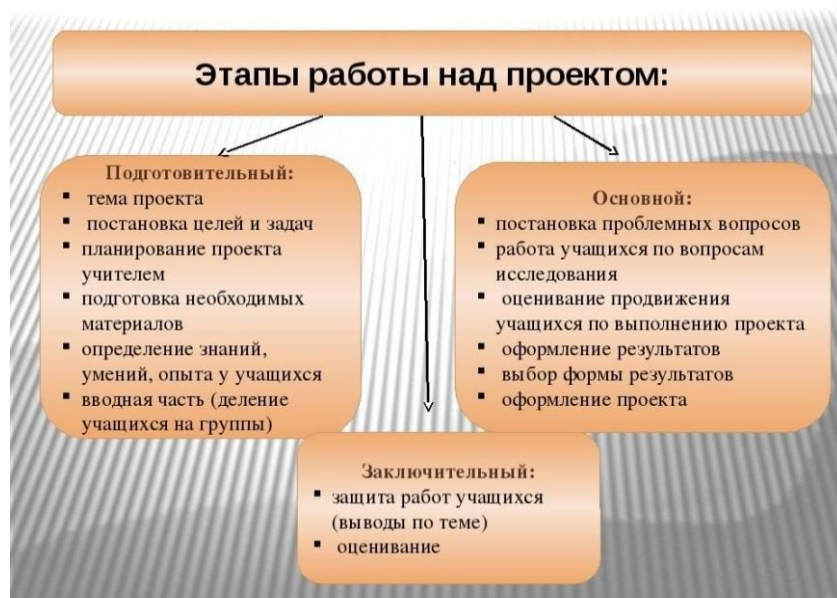 Этапы работы над проектом:
Подготовительный:
▪ тема проекта
▪ постановка целей и задач
▪ планирование проекта
учителем
▪ подготовка необходимых
материалов
▪ определение знаний,
умений, опыта у учащихся
▪ вводная часть (деление
учащихся на группы)
Основной:
▪ постановка проблемных вопросов
▪ работа учащихся по вопросам
исследования
▪ оценивание продвижения
учащихся по выполнению проекта
▪ оформление результатов
▪ выбор формы результатов
▪ оформление проекта
Заключительный:
▪ защита работ учащихся
(выводы по теме)
▪ оценивание